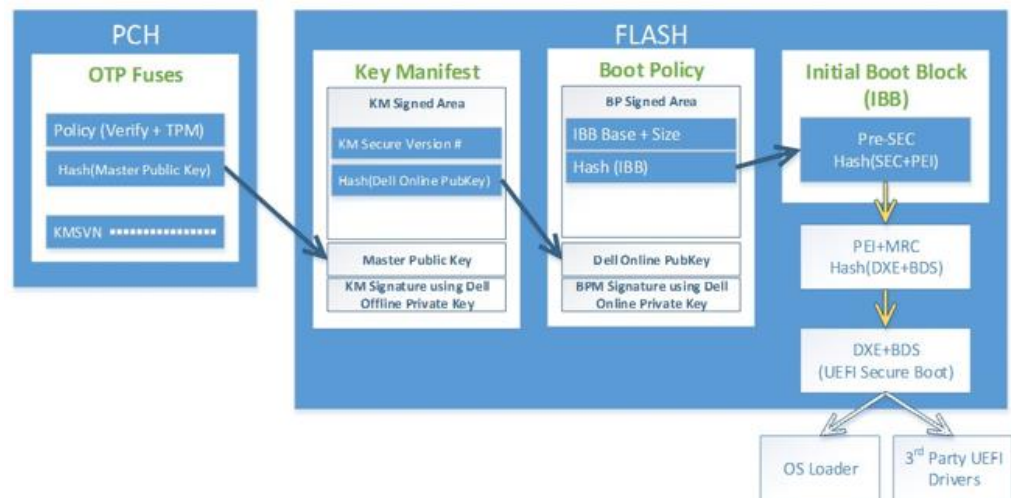 PCH
OTP Fuses
Policy (Verify + TPM)
Hash(Master Public Key)
KMSVN
FLASH
Key Manifest
KM Signed Area
KM Secure Version #
Hash(Dell Online PubKey)
Master Public Key
KM Signature using Dell
Offline Private Key
Boot Policy
BP Signed Area
IBB Base + Size
Hash (IBB)
Dell Online PubKey
BPM Signature using Dell
Online Private Key
Initial Boot Block
(IBB)
Pre-SEC
Hash(SEC+PEI)
PEI+MRC
Hash(DXE+BDS)
DXE+BDS
(UEFI Secure Boot)
OS Loader
3rd Party UEFI
Drivers